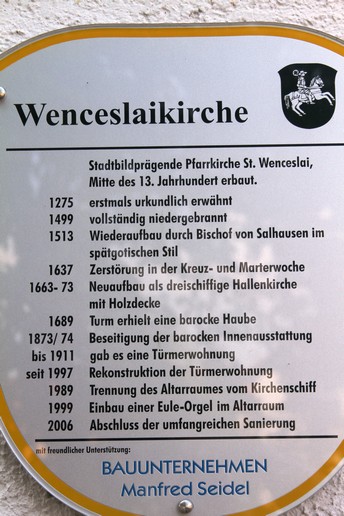 Wenceslaikirche
Stadtbildprägende Pfarrkirche St. Wenceslai,
Mitte des 13. Jahrhundert erbaut.
1275 erstmals urkundlich erwähnt
1499 vollständig niedergebrannt
1513 Wiederaufbau durch Bischof von Salhausen im
spätgotischen Stil
1637 Zerstörung in der Kreuz- und Marterwoche
1663- 73 Neuaufbau als dreischiffige Hallenkirche
mit Holzdecke
1689 Turm erhielt eine barocke Haube
1873/ 74 Beseitigung der barocken Innenausstattung
bis 1911 gab es eine Türmerwohnung
seit 1997 Rekonstruktion der Türmerwohnung
1989 Trennung des Altarraumes vom Kirchenschiff
1999 Einbau einer Eule-Orgel im Altarraum
2006 Abschluss der umfangreichen Sanierung
mit freundlicher Unterstützung:
BAUUNTERNEHMEN
Manfred Seidel